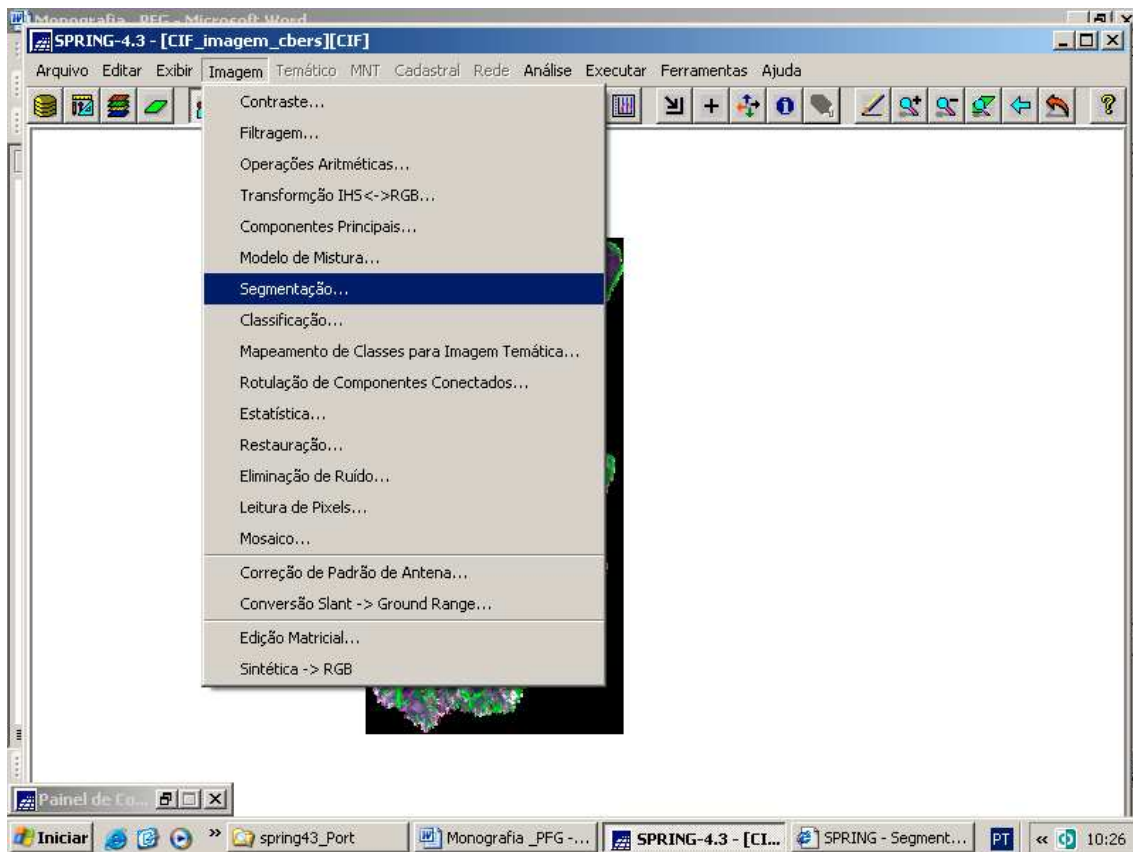 Monografia _PFG - Microsoft Word
SPRING-4.3 - [CIF_imagem_cbers][CIF]
Arquivo Editar Exibir Imagem Temático MNT Cadastral Rede Análise Executar Ferramentas Ajuda
Contraste...
Filtragem...
Operações Aritméticas...
Transformção IHS<->RGB...
Componentes Principais...
Modelo de Mistura...
Segmentação...
Classificação...
Mapeamento de Classes para Imagem Temática...
Rotulação de Componentes Conectados...
Estatística...
Restauração...
Eliminação de Ruído...
Leitura de Pixels...
Mosaico...
Correção de Padrão de Antena...
Conversão Slant -> Ground Range...
Edição Matricial...
Sintética -> RGB
Painel de Co...
Iniciar » spring43_Port Monografia _PFG -... SPRING-4.3 - [CI... SPRING - Segment... PT « 10:26